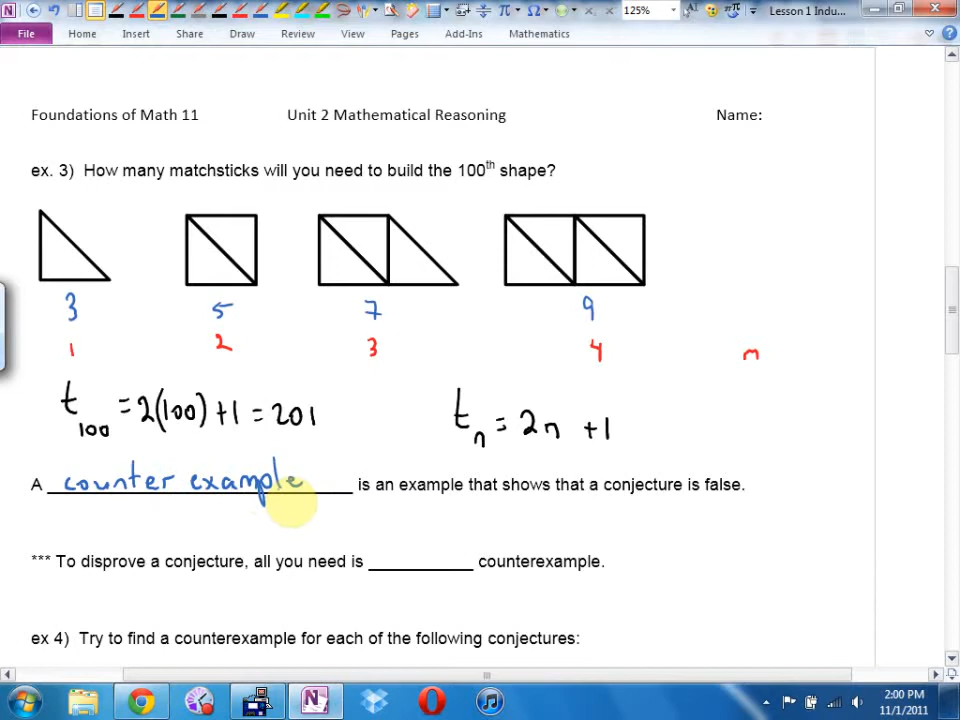 125% Lesson 1 Indu...
File Home Insert Share Draw Review View Pages Add-Ins Mathematics
Foundations of Math 11 Unit 2 Mathematical Reasoning Name:
ex. 3) How many matchsticks will you need to build the 100th shape?
3 5 7 9
1 2 3 4 n
t100 = 2(100) + 1 = 201 tn = 2n + 1
A counter example is an example that shows that a conjecture is false.
*** To disprove a conjecture, all you need is __________ counterexample.
ex 4) Try to find a counterexample for each of the following conjectures:
2:00 PM
11/1/2011